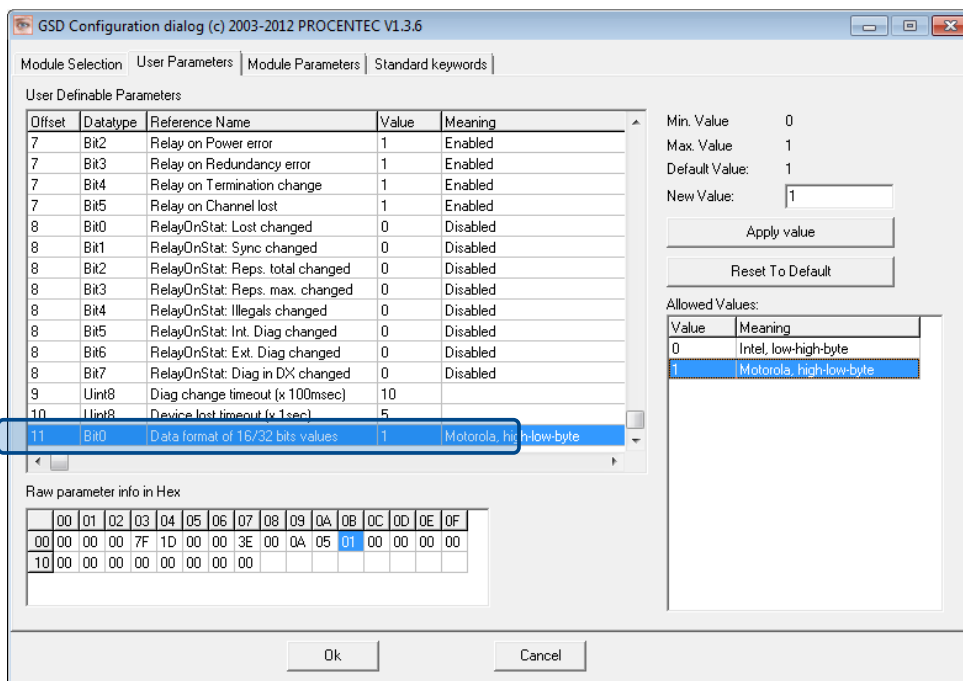 GSD Configuration dialog (c) 2003-2012 PROCENTEC V1.3.6
Module Selection User Parameters Module Parameters Standard keywords
User Definable Parameters
Offset Datatype Reference Name Value Meaning
7 Bit2 Relay on Power error 1 Enabled
7 Bit3 Relay on Redundancy error 1 Enabled
7 Bit4 Relay on Termination change 1 Enabled
7 Bit5 Relay on Channel lost 1 Enabled
8 Bit0 RelayOnStat: Lost changed 0 Disabled
8 Bit1 RelayOnStat: Sync changed 0 Disabled
8 Bit2 RelayOnStat: Reps. total changed 0 Disabled
8 Bit3 RelayOnStat: Reps. max. changed 0 Disabled
8 Bit4 RelayOnStat: Illegals changed 0 Disabled
8 Bit5 RelayOnStat: Int. Diag changed 0 Disabled
8 Bit6 RelayOnStat: Ext. Diag changed 0 Disabled
8 Bit7 RelayOnStat: Diag in DX changed 0 Disabled
9 Uint8 Diag change timeout (x 100msec) 10
10 Uint8 Device lost timeout (x 1sec) 5
11 Bit0 Data format of 16/32 bits values 1 Motorola, high-low-byte
Min. Value 0
Max. Value 1
Default Value: 1
New Value: 1
Apply value
Reset To Default
Allowed Values:
Value Meaning
0 Intel, low-high-byte
1 Motorola, high-low-byte
Raw parameter info in Hex
00 01 02 03 04 05 06 07 08 09 0A 0B 0C 0D 0E 0F
00 00 00 00 7F 1D 00 00 3E 00 0A 05 01 00 00 00 00
10 00 00 00 00 00 00 00 00
Ok Cancel